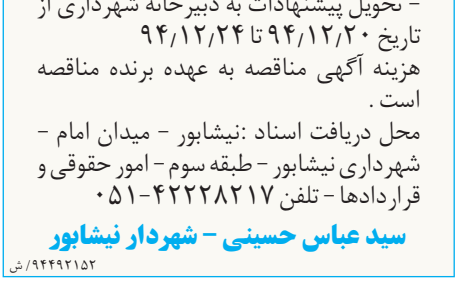 - تحویل پیشنهادات به دبیرخانه شهرداری از
تاریخ ۹۴/۱۲/۲۰ تا ۹۴/۱۲/۲۴
هزینه آگهی مناقصه به عهده برنده مناقصه
است .
محل دریافت اسناد :نیشابور - میدان امام -
شهرداری نیشابور - طبقه سوم - امور حقوقی و
قراردادها - تلفن ۴۲۲۲۸۲۱۷-۰۵۱
سید عباس حسینی - شهردار نیشابور
۹۴۴۹۲۱۵۲/ ش